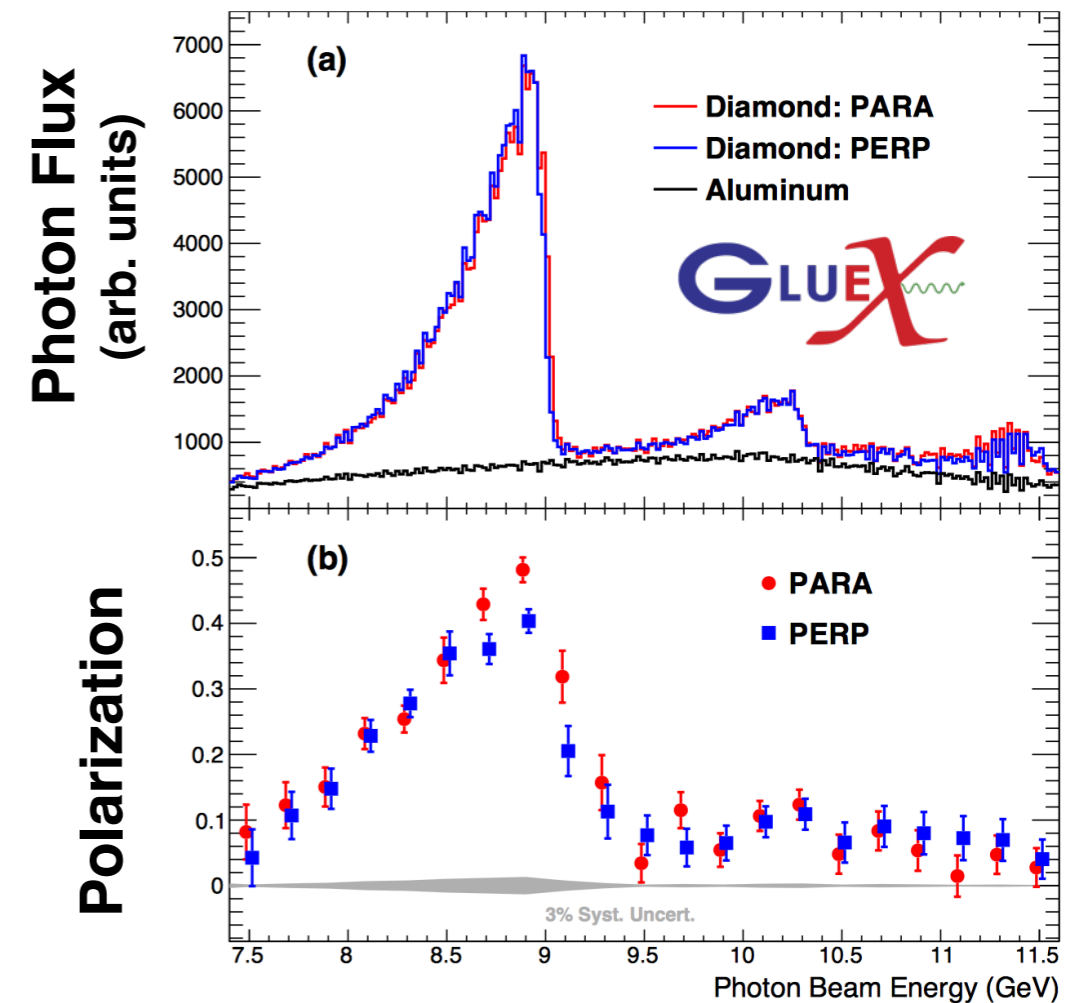 Photon Flux
(arb. units)
7000
6000
5000
4000
3000
2000
1000
(a)
Diamond: PARA
Diamond: PERP
Aluminum
GLUEX
Polarization
0.5
0.4
0.3
0.2
0.1
0
(b)
PARA
PERP
3% Syst. Uncert.
7.5 8 8.5 9 9.5 10 10.5 11 11.5
Photon Beam Energy (GeV)